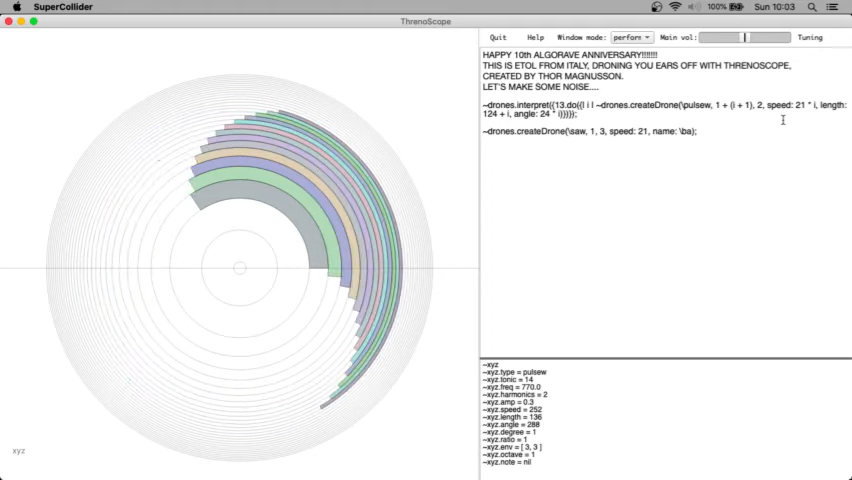 SuperCollider
100%
Sun 10:03
ThrenoScope
Quit Help Window mode: perform Main vol: Tuning
HAPPY 10th ALGORAVE ANNIVERSARY!!!!!!!
THIS IS ETOL FROM ITALY, DRONING YOU EARS OFF WITH THRENOSCOPE,
CREATED BY THOR MAGNUSSON.
LET'S MAKE SOME NOISE....
~drones.interpret({13.do({| i | ~drones.createDrone(\pulsew, 1 + (i + 1), 2, speed: 21 * i, length:
124 + i, angle: 24 * i)})});
~drones.createDrone(\saw, 1, 3, speed: 21, name: \ba);
~xyz
~xyz.type = pulsew
~xyz.tonic = 14
~xyz.freq = 770.0
~xyz.harmonics = 2
~xyz.amp = 0.3
~xyz.speed = 252
~xyz.length = 136
~xyz.angle = 288
~xyz.degree = 1
~xyz.ratio = 1
~xyz.env = [ 3, 3 ]
~xyz.octave = 1
~xyz.note = nil
xyz